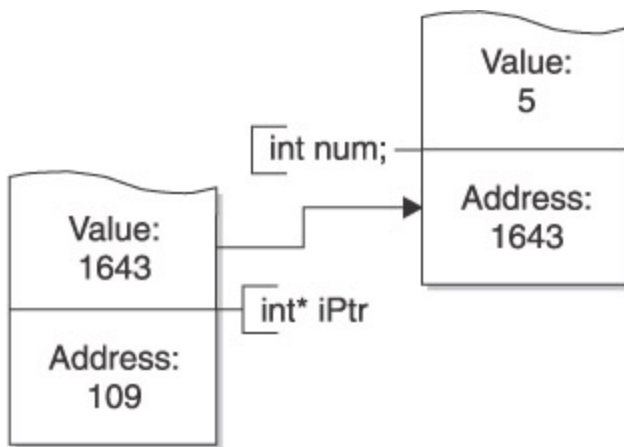 Value:
5
int num;
Address:
1643
Value:
1643
int* iPtr
Address:
109